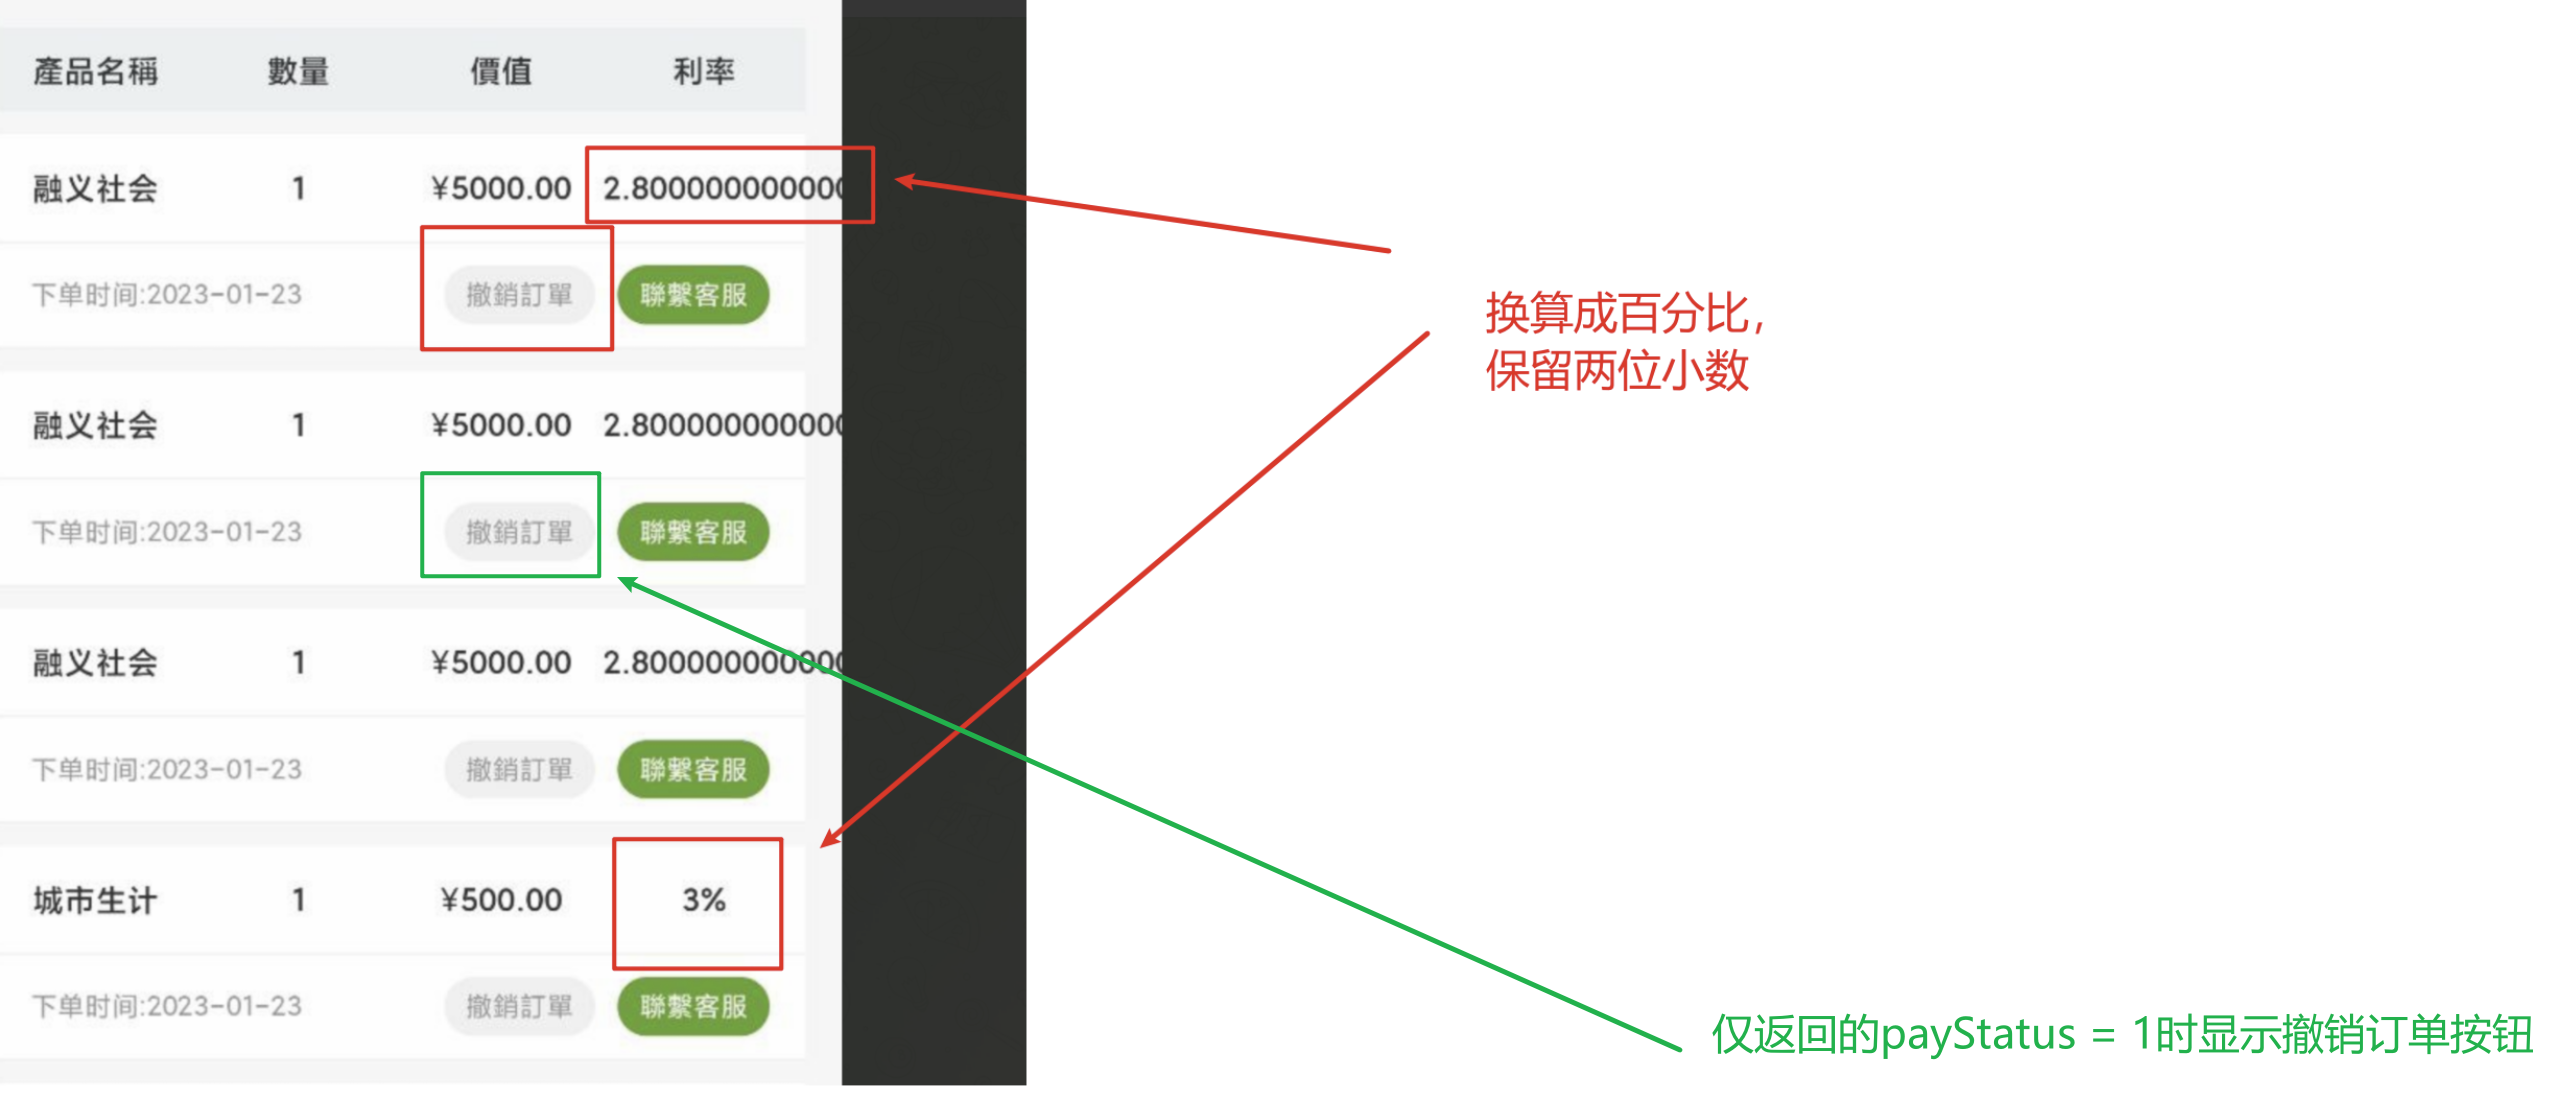 產品名稱 數量 價值 利率
融义社会 1 ¥5000.00 2.800000000000
下单时间:2023-01-23 撤銷訂單 聯繫客服
换算成百分比,
保留两位小数
融义社会 1 ¥5000.00 2.800000000000
下单时间:2023-01-23 撤銷訂單 聯繫客服
融义社会 1 ¥5000.00 2.800000000000
下单时间:2023-01-23 撤銷訂單 聯繫客服
城市生计 1 ¥500.00 3%
下单时间:2023-01-23 撤銷訂單 聯繫客服
仅返回的payStatus = 1时显示撤销订单按钮